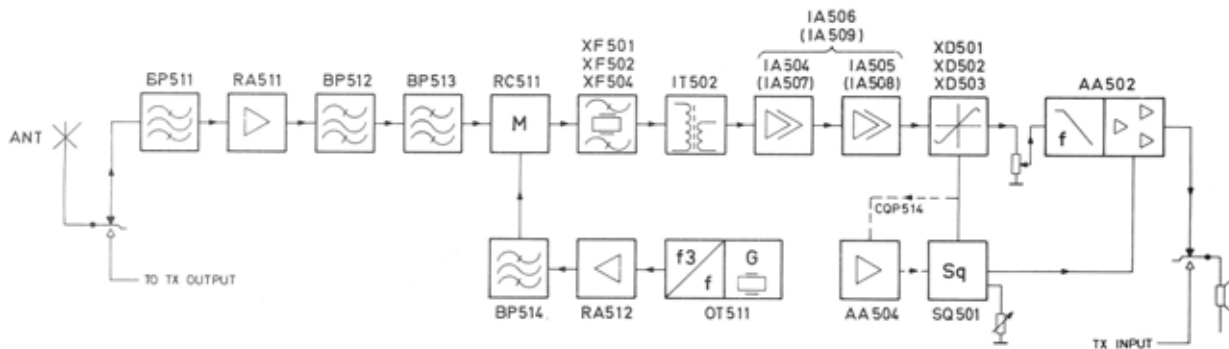 IA506
(IA509)
XF501
XF502
XF504
XD501
XD502
XD503
BP511
RA511
BP512
BP513
RC511
IT502
IA504
(IA507)
IA505
(IA508)
AA502
ANT
M
f
CQP514
TO TX OUTPUT
f3
f
G
Sq
BP514
RA512
OT511
AA504
SQ501
TX INPUT